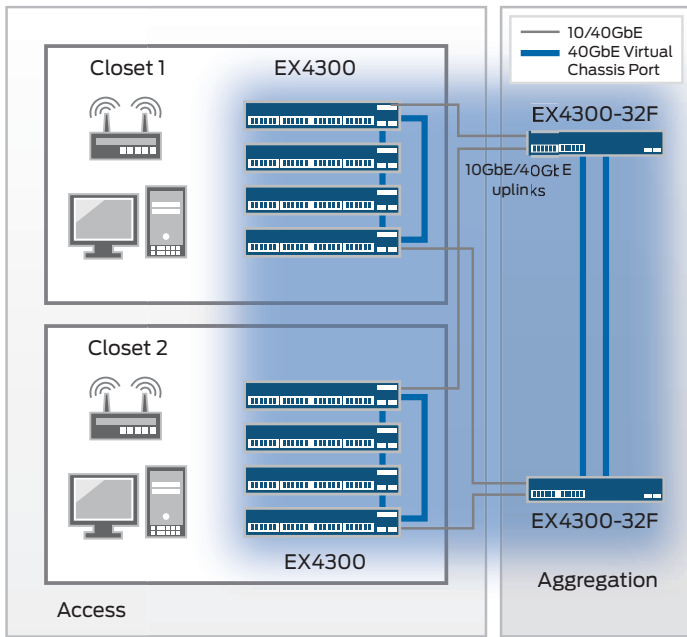 10/40GbE
40GbE Virtual
Chassis Port
Closet 1
EX4300
EX4300-32F
10GbE/40GbE
uplinks
Closet 2
EX4300
EX4300-32F
Aggregation
Access